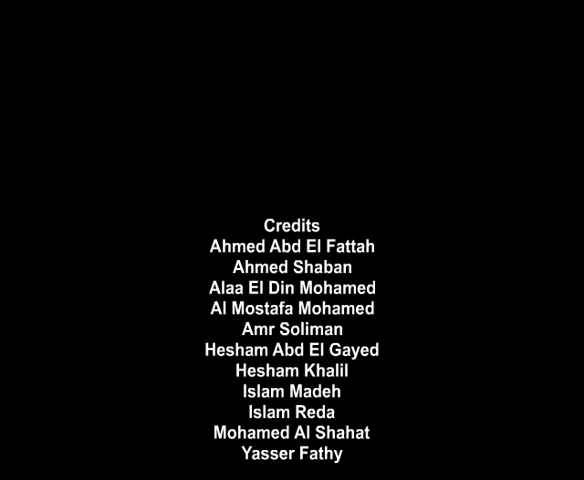 Credits
Ahmed Abd El Fattah
Ahmed Shaban
Alaa El Din Mohamed
Al Mostafa Mohamed
Amr Soliman
Hesham Abd El Gayed
Hesham Khalil
Islam Madeh
Islam Reda
Mohamed Al Shahat
Yasser Fathy